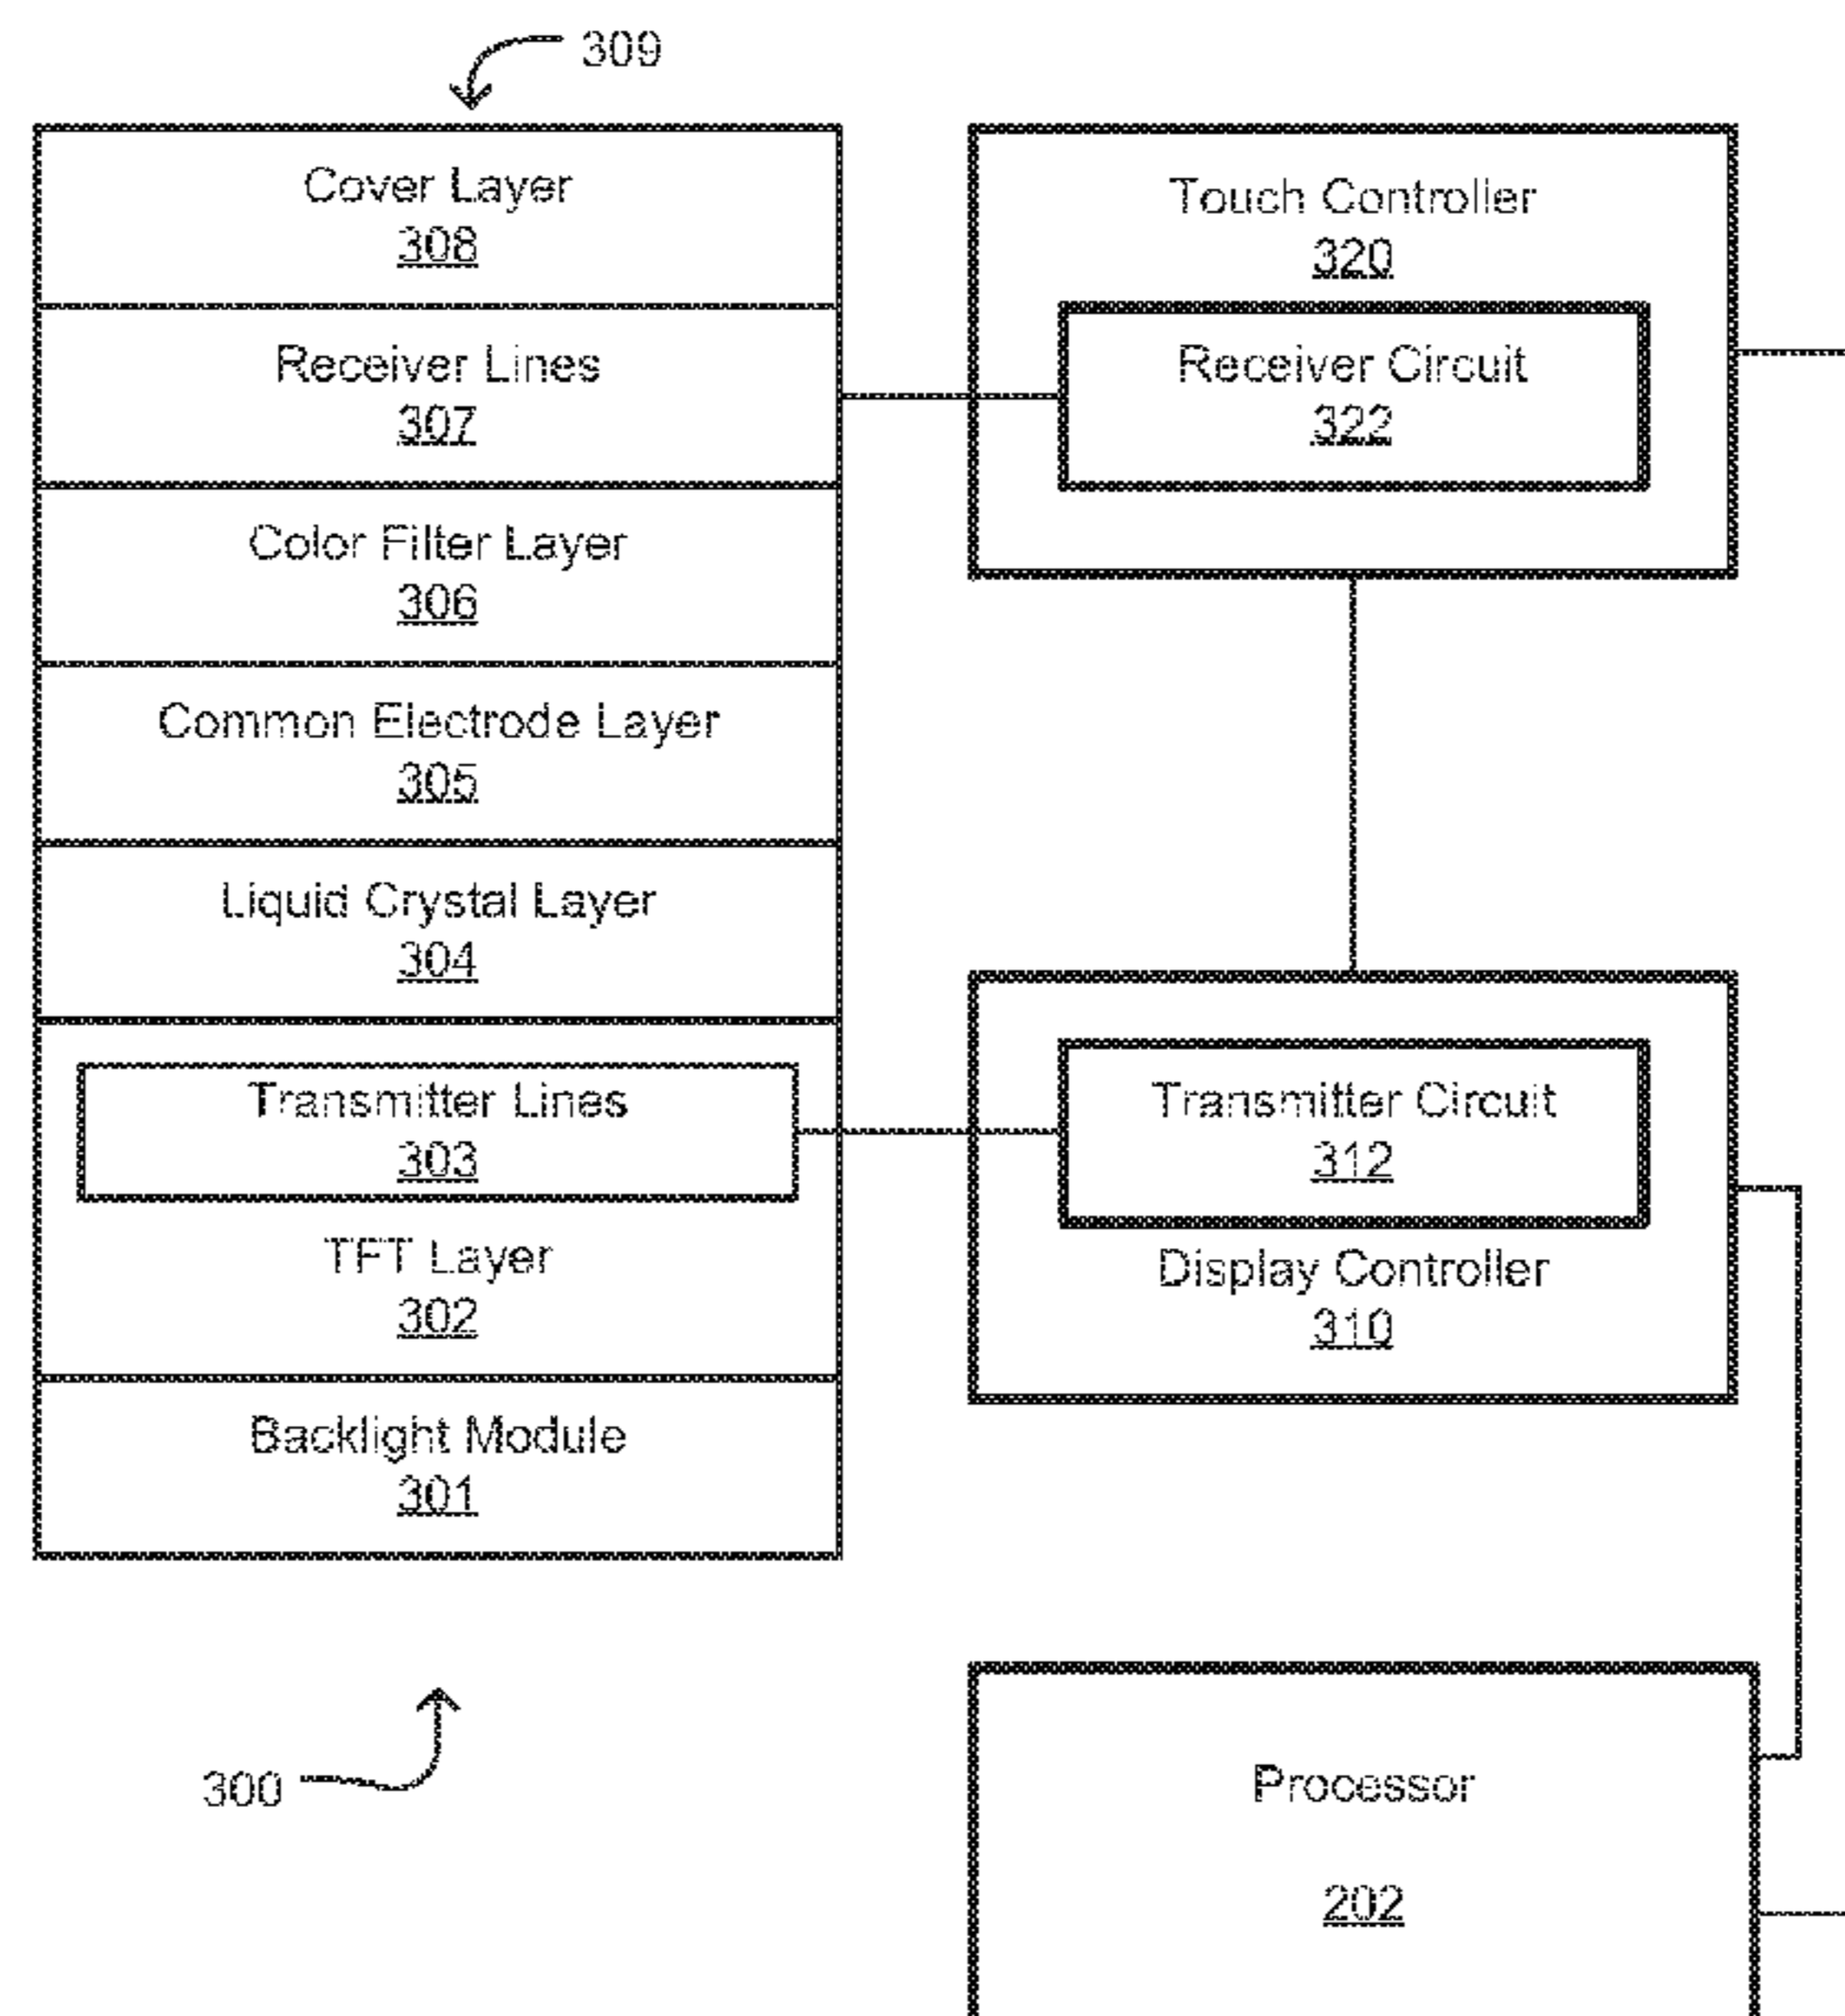 309
Cover Layer
308
Receiver Lines
307
Color Filter Layer
306
Common Electrode Layer
305
Liquid Crystal Layer
304
Transmitter Lines
303
TFT Layer
302
Backlight Module
301
300
Touch Controller
320
Receiver Circuit
322
Transmitter Circuit
312
Display Controller
310
Processor
202